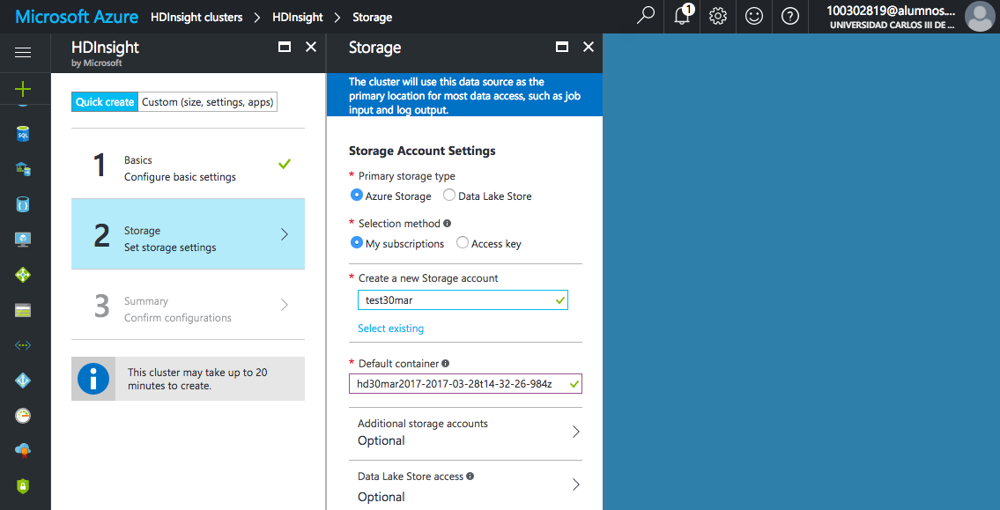 Microsoft Azure HDInsight clusters > HDInsight > Storage
1
100302819@alumnos....
UNIVERSIDAD CARLOS III DE ...
HDInsight
by Microsoft
Quick create Custom (size, settings, apps)
1
Basics
Configure basic settings
2
Storage
Set storage settings
3
Summary
Confirm configurations
This cluster may take up to 20
minutes to create.
Storage
The cluster will use this data source as the
primary location for most data access, such as job
input and log output.
Storage Account Settings
* Primary storage type
Azure Storage Data Lake Store
* Selection method
My subscriptions Access key
* Create a new Storage account
test30mar
Select existing
* Default container
hd30mar2017-2017-03-28t14-32-26-984z
Additional storage accounts
Optional
Data Lake Store access
Optional
SQL